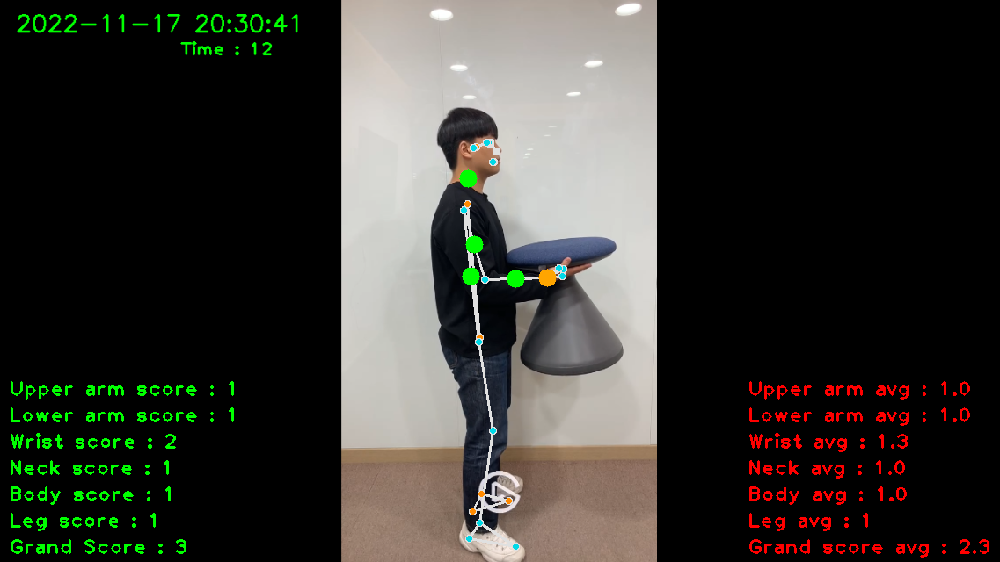 2022-11-17 20:30:41
Time : 12
Upper arm score : 1
Lower arm score : 1
Wrist score : 2
Neck score : 1
Body score : 1
Leg score : 1
Grand Score : 3
Upper arm avg : 1.0
Lower arm avg : 1.0
Wrist avg : 1.3
Neck avg : 1.0
Body avg : 1.0
Leg avg : 1
Grand score avg : 2.3